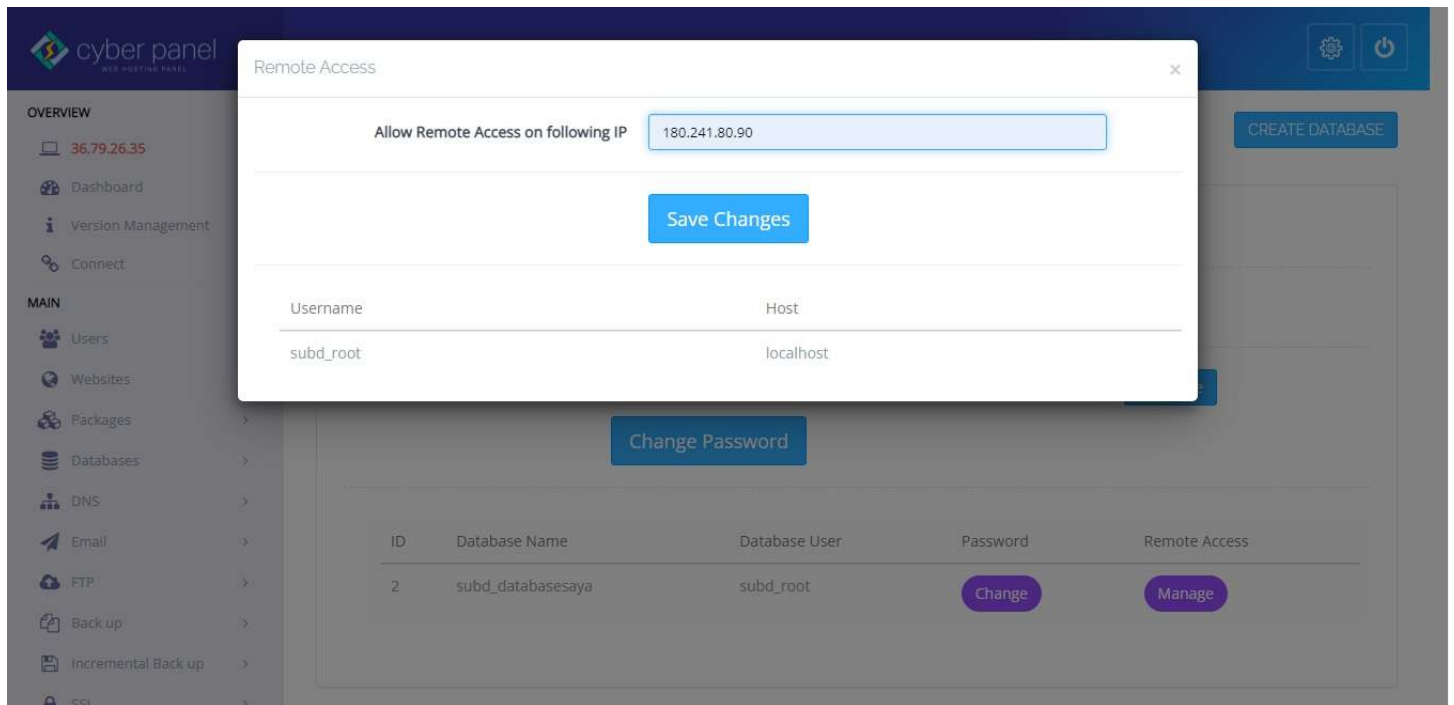 cyber panel
WEB HOSTING PANEL
OVERVIEW
36.79.26.35
Dashboard
Version Management
Connect
MAIN
Users
Websites
Packages
Databases
DNS
Email
FTP
Back up
Incremental Back up
SSL
Remote Access
×
Allow Remote Access on following IP
180.241.80.90
Save Changes
Username Host
subd_root localhost
CREATE DATABASE
Change Password
ID Database Name Database User Password Remote Access
2 subd_databasesaya subd_root Change Manage